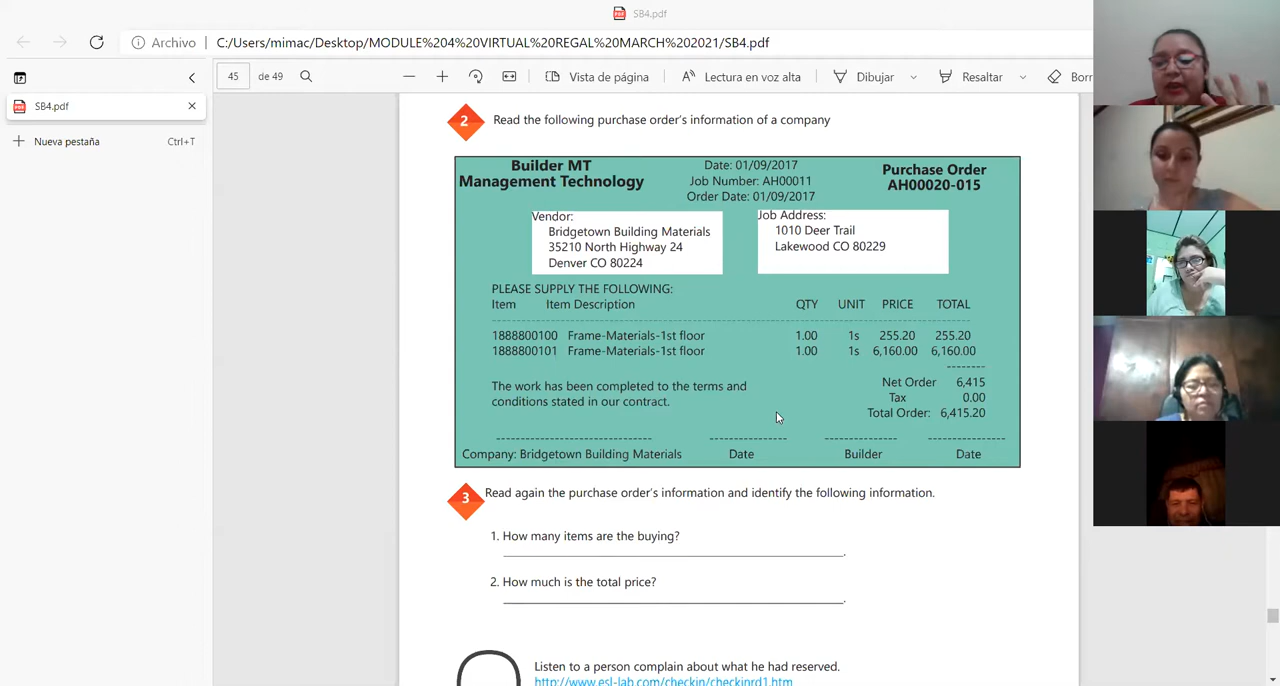 SB4.pdf
Archivo C:/Users/mimac/Desktop/MODULE%204%20VIRTUAL%20REGAL%20MARCH%202021/SB4.pdf
45 de 49 Vista de página Lectura en voz alta Dibujar Resaltar Borr
SB4.pdf
Nueva pestaña Ctrl+T
2 Read the following purchase order's information of a company
Builder MT
Management Technology
Date: 01/09/2017
Job Number: AH00011
Order Date: 01/09/2017
Purchase Order
AH00020-015
Vendor:
Bridgetown Building Materials
35210 North Highway 24
Denver CO 80224
Job Address:
1010 Deer Trail
Lakewood CO 80229
PLEASE SUPPLY THE FOLLOWING:
Item Item Description QTY UNIT PRICE TOTAL
1888800100 Frame-Materials-1st floor 1.00 1s 255.20 255.20
1888800101 Frame-Materials-1st floor 1.00 1s 6,160.00 6,160.00
The work has been completed to the terms and
conditions stated in our contract.
Net Order 6,415
Tax 0.00
Total Order: 6,415.20
Company: Bridgetown Building Materials Date Builder Date
3 Read again the purchase order's information and identify the following information.
1. How many items are the buying?
2. How much is the total price?
Listen to a person complain about what he had reserved.
http://www.esl-lab.com/checkin/checkinrd1.htm